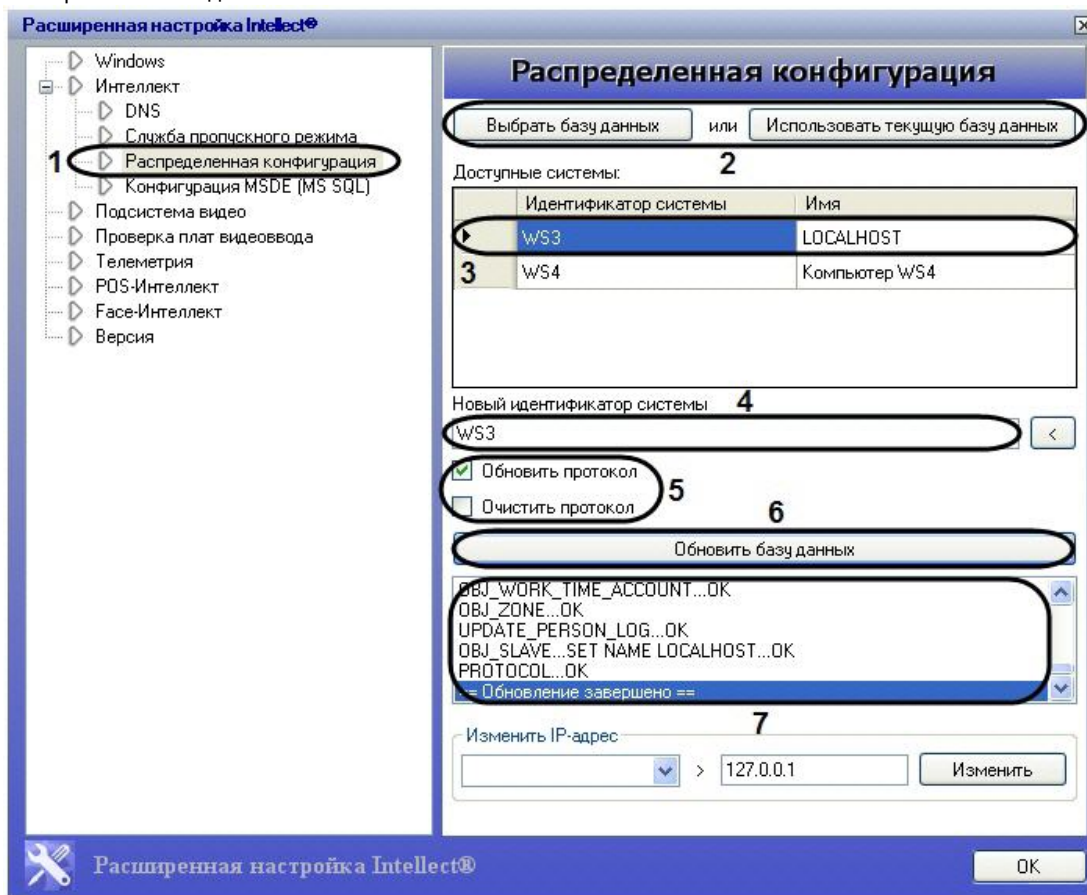 Расширенная настройка Intellect®
Windows
Интеллект
DNS
Служба пропускного режима
1
Распределенная конфигурация
Конфигурация MSDE (MS SQL)
Подсистема видео
Проверка плат видеоввода
Телеметрия
POS-Интеллект
Face-Интеллект
Версия
Распределенная конфигурация
Выбрать базу данных или Использовать текущую базу данных
2
Доступные системы:
Идентификатор системы Имя
WS3 LOCALHOST
3
WS4 Компьютер WS4
Новый идентификатор системы 4
WS3 <
Обновить протокол
5
Очистить протокол
6
Обновить базу данных
OBJ_WORK_TIME_ACCOUNT...OK
OBJ_ZONE...OK
UPDATE_PERSON_LOG...OK
OBJ_SLAVE...SET NAME LOCALHOST...OK
PROTOCOL...OK
== Обновление завершено ==
7
Изменить IP-адрес
> 127.0.0.1 Изменить
Расширенная настройка Intellect®
OK